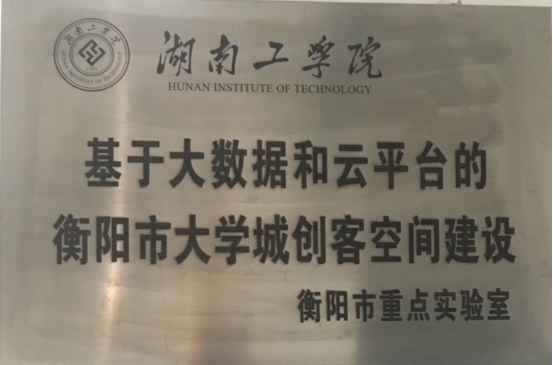 湖南工学院
HUNAN INSTITUTE OF TECHNOLOGY
基于大数据和云平台的
衡阳市大学城创客空间建设
衡阳市重点实验室